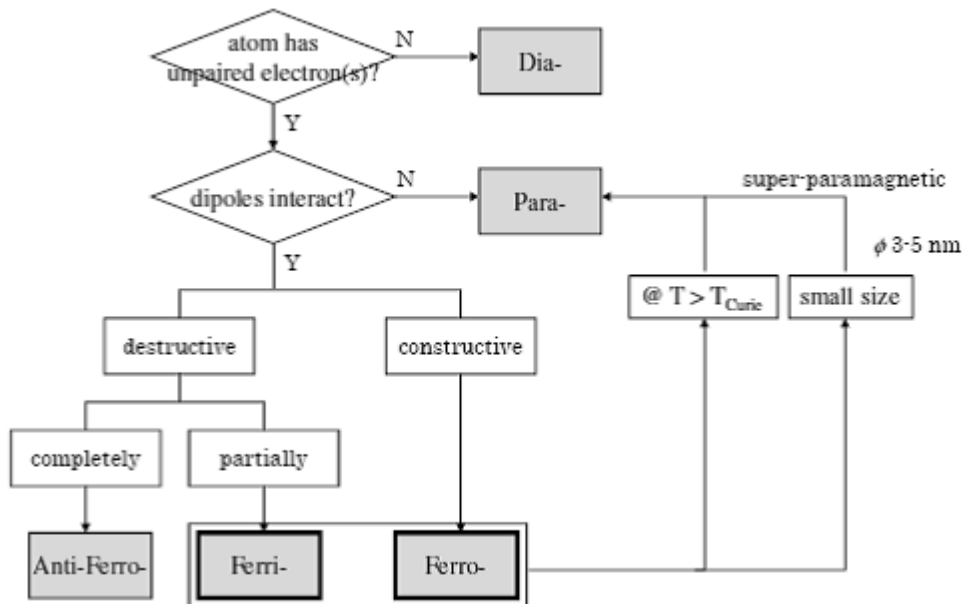 atom has
unpaired electron(s)?
N
Dia-
Y
dipoles interact?
N
Para-
super-paramagnetic
ϕ 3-5 nm
Y
@ T > T_Curie
small size
destructive
constructive
completely
partially
Anti-Ferro-
Ferri-
Ferro-